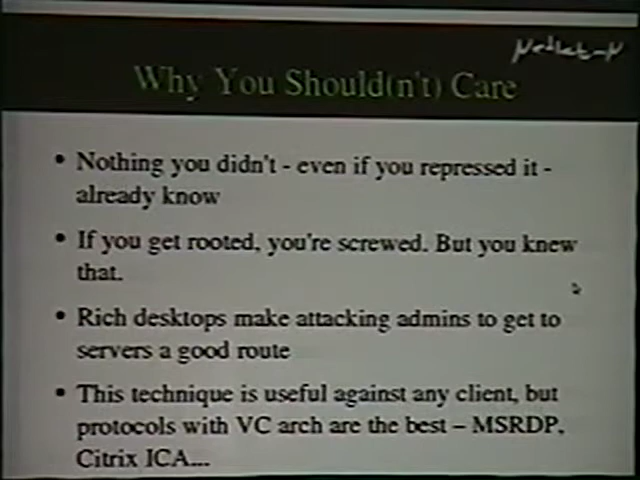 Why You Should(n't) Care
• Nothing you didn't - even if you repressed it -
already know
• If you get rooted, you're screwed. But you knew
that.
• Rich desktops make attacking admins to get to
servers a good route
• This technique is useful against any client, but
protocols with VC arch are the best – MSRDP,
Citrix ICA...